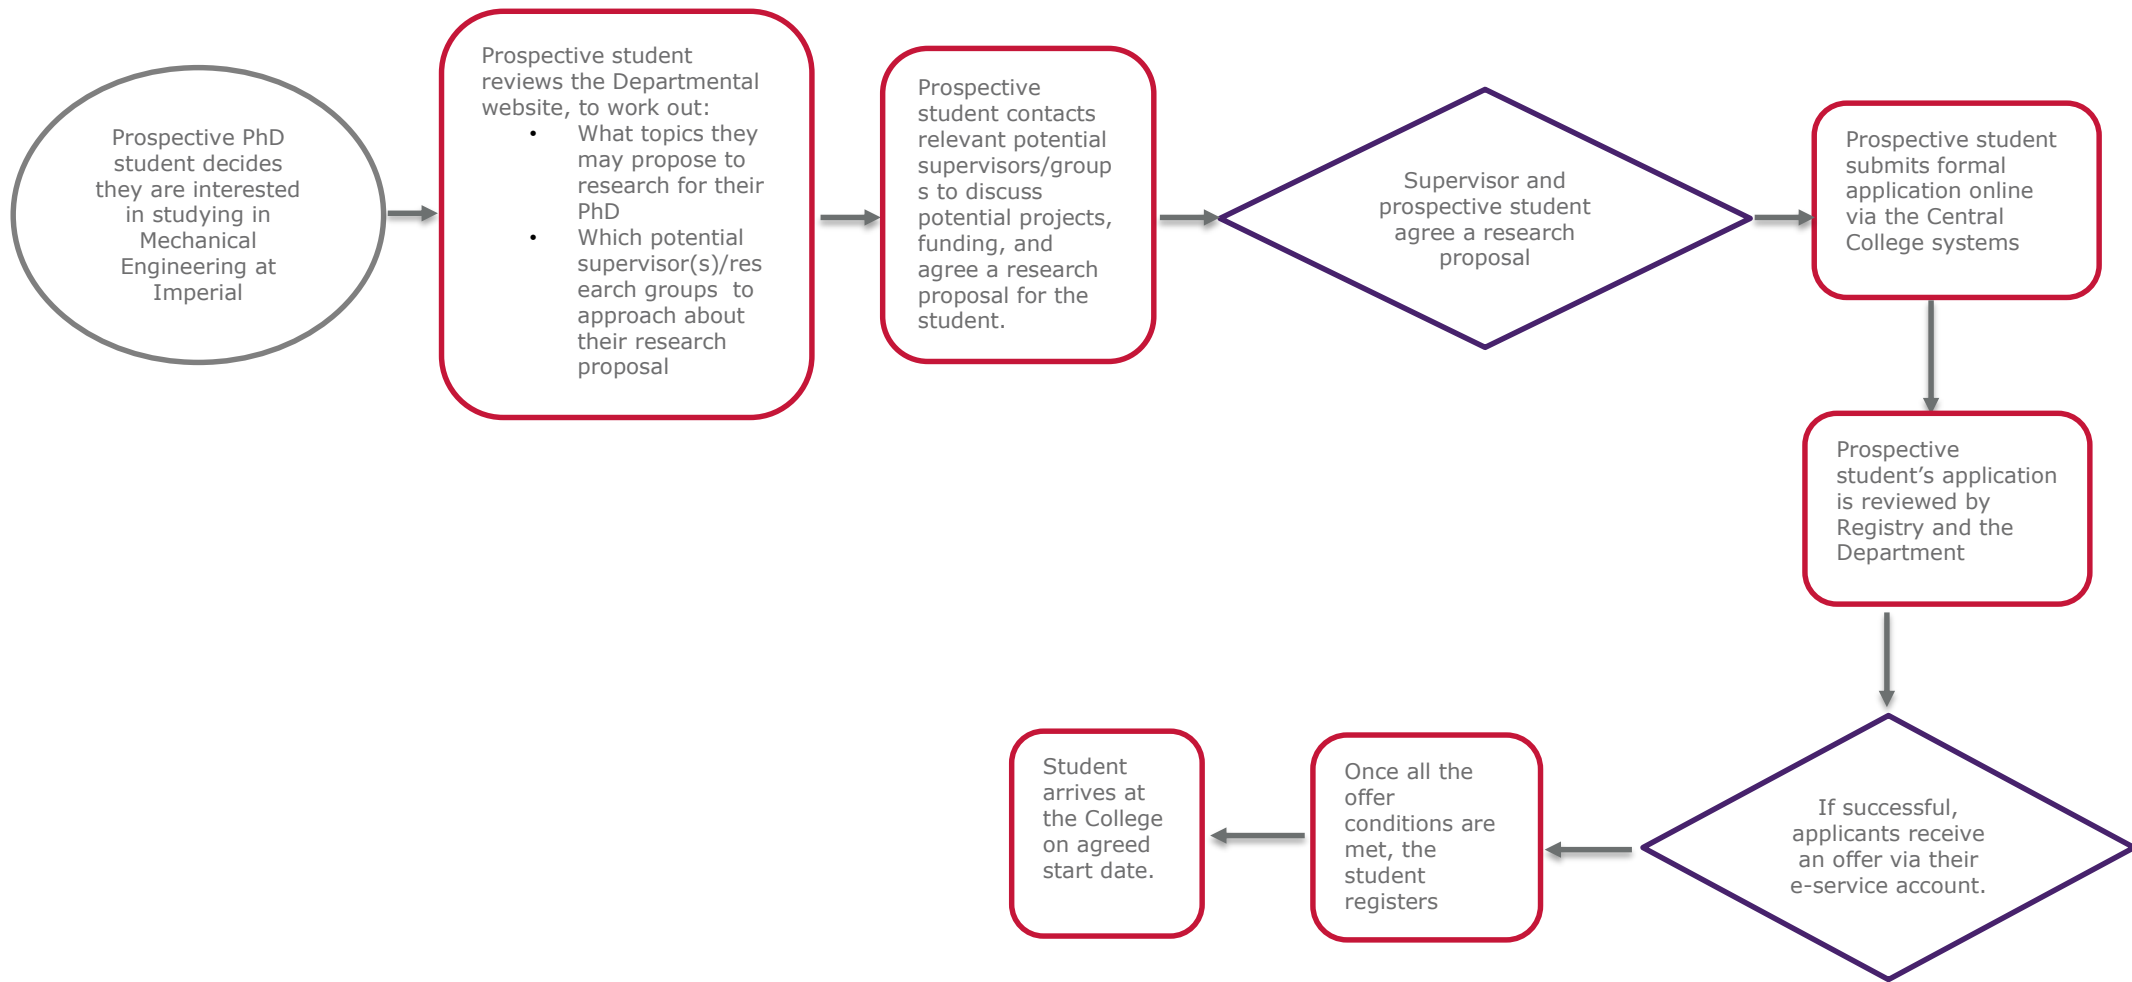 Prospective PhD
student decides
they are interested
in studying in
Mechanical
Engineering at
Imperial
Prospective student
reviews the Departmental
website, to work out:
• What topics they
may propose to
research for their
PhD
• Which potential
supervisor(s)/res
earch groups  to
approach about
their research
proposal
Prospective
student contacts
relevant potential
supervisors/group
s to discuss
potential projects,
funding, and
agree a research
proposal for the
student.
Supervisor and
prospective student
agree a research
proposal
Prospective student
submits formal
application online
via the Central
College systems
Prospective
student’s application
is reviewed by
Registry and the
Department
If successful,
applicants receive
an offer via their
e-service account.
Once all the
offer
conditions are
met, the
student
registers
Student
arrives at
the College
on agreed
start date.